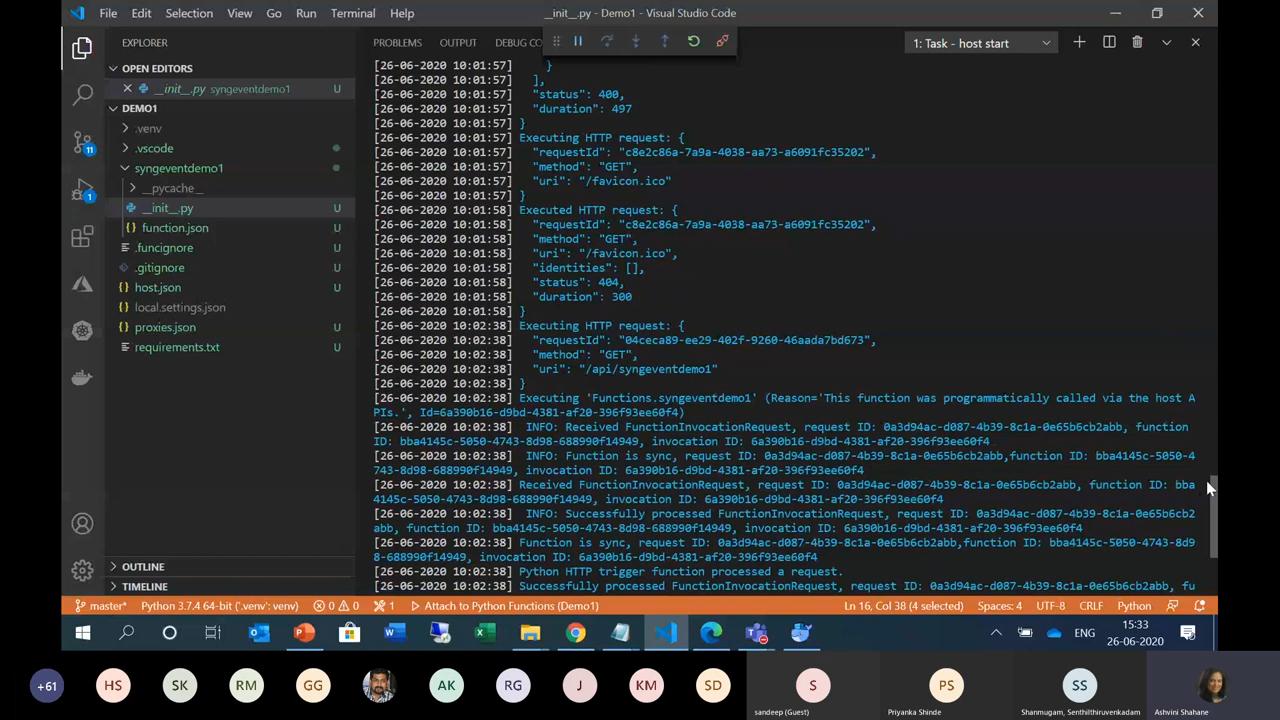 File Edit Selection View Go Run Terminal Help
__init__.py - Demo1 - Visual Studio Code
EXPLORER
OPEN EDITORS
__init__.py syngeventdemo1
DEMO1
.venv
.vscode
syngeventdemo1
__pycache__
__init__.py U
function.json U
.funcignore U
.gitignore U
host.json U
local.settings.json
proxies.json U
requirements.txt U
OUTLINE
TIMELINE
11
1
PROBLEMS OUTPUT DEBUG CO
1: Task - host start
[26-06-2020 10:01:57] }
[26-06-2020 10:01:57] ],
[26-06-2020 10:01:57] "status": 400,
[26-06-2020 10:01:57] "duration": 497
[26-06-2020 10:01:57] }
[26-06-2020 10:01:57] Executing HTTP request: {
[26-06-2020 10:01:57] "requestId": "c8e2c86a-7a9a-4038-aa73-a6091fc35202",
[26-06-2020 10:01:57] "method": "GET",
[26-06-2020 10:01:57] "uri": "/favicon.ico"
[26-06-2020 10:01:57] }
[26-06-2020 10:01:58] Executed HTTP request: {
[26-06-2020 10:01:58] "requestId": "c8e2c86a-7a9a-4038-aa73-a6091fc35202",
[26-06-2020 10:01:58] "method": "GET",
[26-06-2020 10:01:58] "uri": "/favicon.ico",
[26-06-2020 10:01:58] "identities": [],
[26-06-2020 10:01:58] "status": 404,
[26-06-2020 10:01:58] "duration": 300
[26-06-2020 10:01:58] }
[26-06-2020 10:02:38] Executing HTTP request: {
[26-06-2020 10:02:38] "requestId": "04ceca89-ee29-402f-9260-46aada7bd673",
[26-06-2020 10:02:38] "method": "GET",
[26-06-2020 10:02:38] "uri": "/api/syngeventdemo1"
[26-06-2020 10:02:38] }
[26-06-2020 10:02:38] Executing 'Functions.syngeventdemo1' (Reason='This function was programmatically called via the host A
PIs.', Id=6a390b16-d9bd-4381-af20-396f93ee60f4)
[26-06-2020 10:02:38] INFO: Received FunctionInvocationRequest, request ID: 0a3d94ac-d087-4b39-8c1a-0e65b6cb2abb, function
ID: bba4145c-5050-4743-8d98-688990f14949, invocation ID: 6a390b16-d9bd-4381-af20-396f93ee60f4
[26-06-2020 10:02:38] INFO: Function is sync, request ID: 0a3d94ac-d087-4b39-8c1a-0e65b6cb2abb,function ID: bba4145c-5050-4
743-8d98-688990f14949, invocation ID: 6a390b16-d9bd-4381-af20-396f93ee60f4
[26-06-2020 10:02:38] Received FunctionInvocationRequest, request ID: 0a3d94ac-d087-4b39-8c1a-0e65b6cb2abb, function ID: bba
4145c-5050-4743-8d98-688990f14949, invocation ID: 6a390b16-d9bd-4381-af20-396f93ee60f4
[26-06-2020 10:02:38] INFO: Successfully processed FunctionInvocationRequest, request ID: 0a3d94ac-d087-4b39-8c1a-0e65b6cb2
abb, function ID: bba4145c-5050-4743-8d98-688990f14949, invocation ID: 6a390b16-d9bd-4381-af20-396f93ee60f4
[26-06-2020 10:02:38] Function is sync, request ID: 0a3d94ac-d087-4b39-8c1a-0e65b6cb2abb,function ID: bba4145c-5050-4743-8d9
8-688990f14949, invocation ID: 6a390b16-d9bd-4381-af20-396f93ee60f4
[26-06-2020 10:02:38] Python HTTP trigger function processed a request.
[26-06-2020 10:02:38] Successfully processed FunctionInvocationRequest, request ID: 0a3d94ac-d087-4b39-8c1a-0e65b6cb2abb, fu
master* Python 3.7.4 64-bit ('.venv': venv) 0 0 1 Attach to Python Functions (Demo1) Ln 16, Col 38 (4 selected) Spaces: 4 UTF-8 CRLF Python
ENG
15:33
26-06-2020
+61 HS SK RM GG AK RG J KM SD S PS SS
sandeep (Guest) Priyanka Shinde Shanmugam, Senthilthiruvenkadam Ashvini Shahane